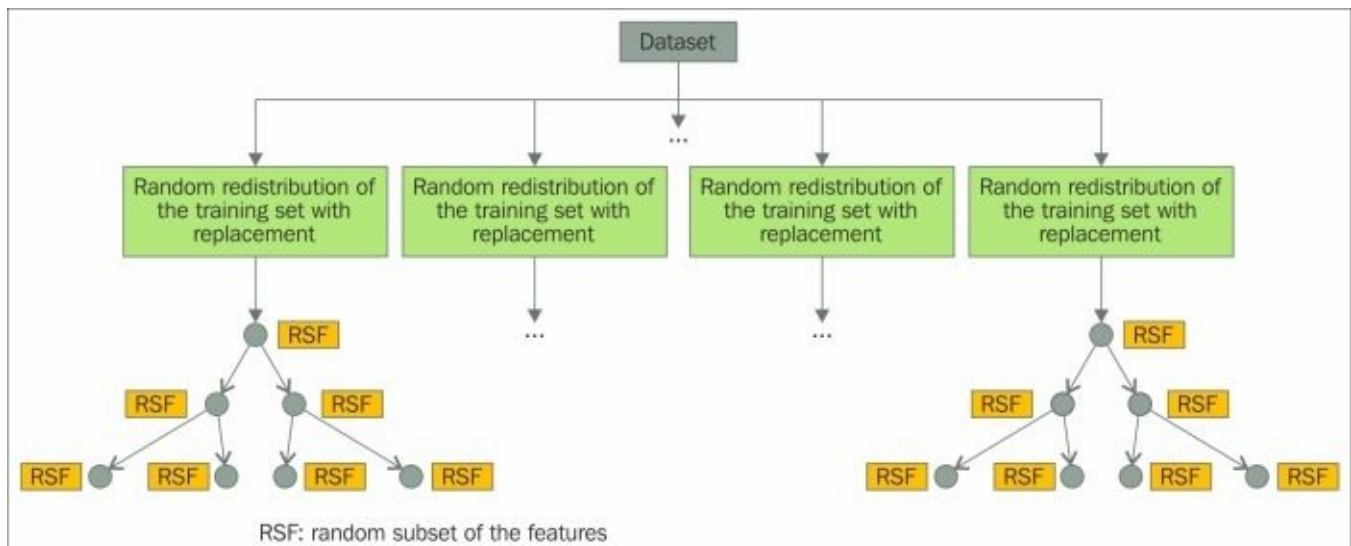 Dataset
...
Random redistribution of
the training set with
replacement
Random redistribution of
the training set with
replacement
Random redistribution of
the training set with
replacement
Random redistribution of
the training set with
replacement
RSF
...
...
RSF
RSF
RSF
RSF
RSF
RSF
RSF
RSF
RSF
RSF
RSF
RSF
RSF
RSF: random subset of the features